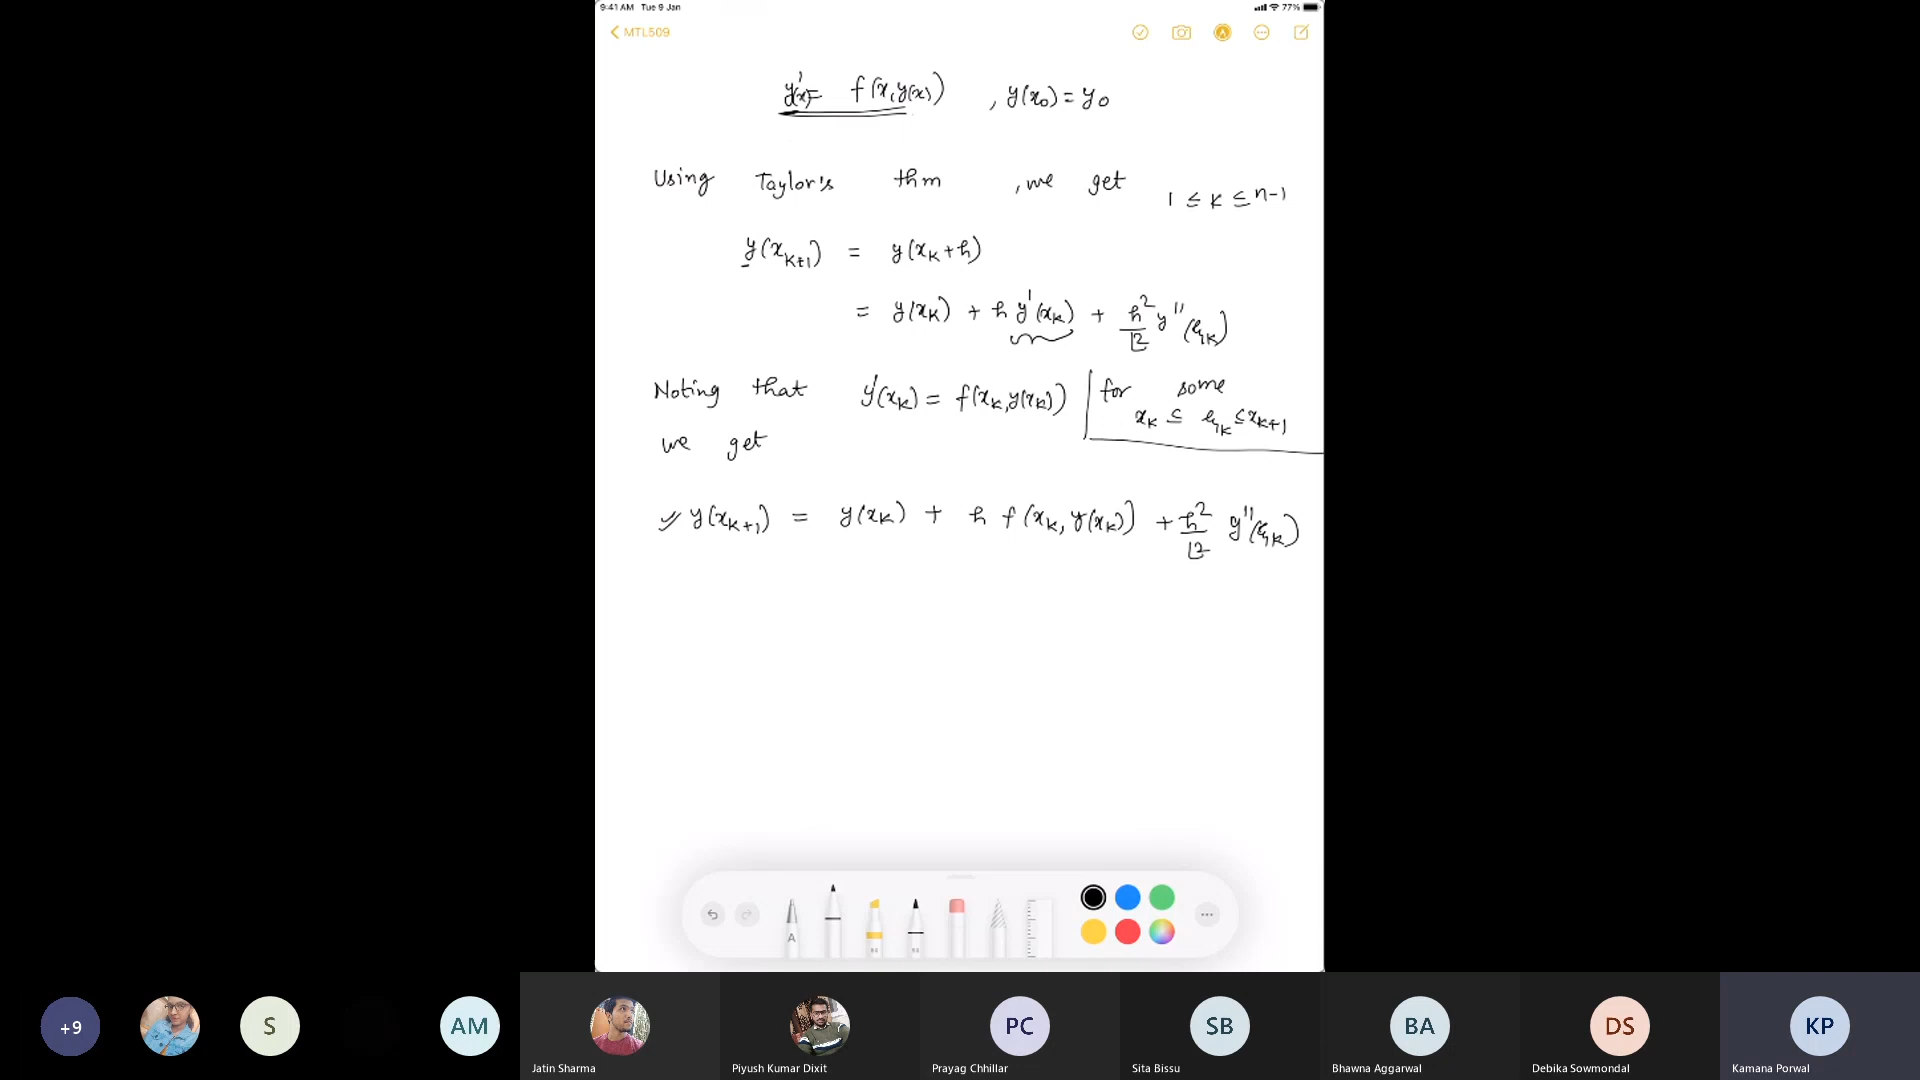 9:41 AM Tue 9 Jan
77%
MTL509
y'(x) = f(x, y(x)) , y(x₀) = y₀
Using Taylor's thm , we get 1 ≤ k ≤ n-1
y(x_{k+1}) = y(x_k + h)
= y(x_k) + h y'(x_k) + h²/⌊2 y''(ξ_k)
Noting that y'(x_k) = f(x_k, y(x_k)) | for some
x_k ≤ ξ_k ≤ x_{k+1}
we get
y(x_{k+1}) = y(x_k) + h f(x_k, y(x_k)) + h²/⌊2 y''(ξ_k)
A
+9
S
AM
PC
SB
BA
DS
KP
Jatin Sharma
Piyush Kumar Dixit
Prayag Chhillar
Sita Bissu
Bhawna Aggarwal
Debika Sowmondal
Kamana Porwal